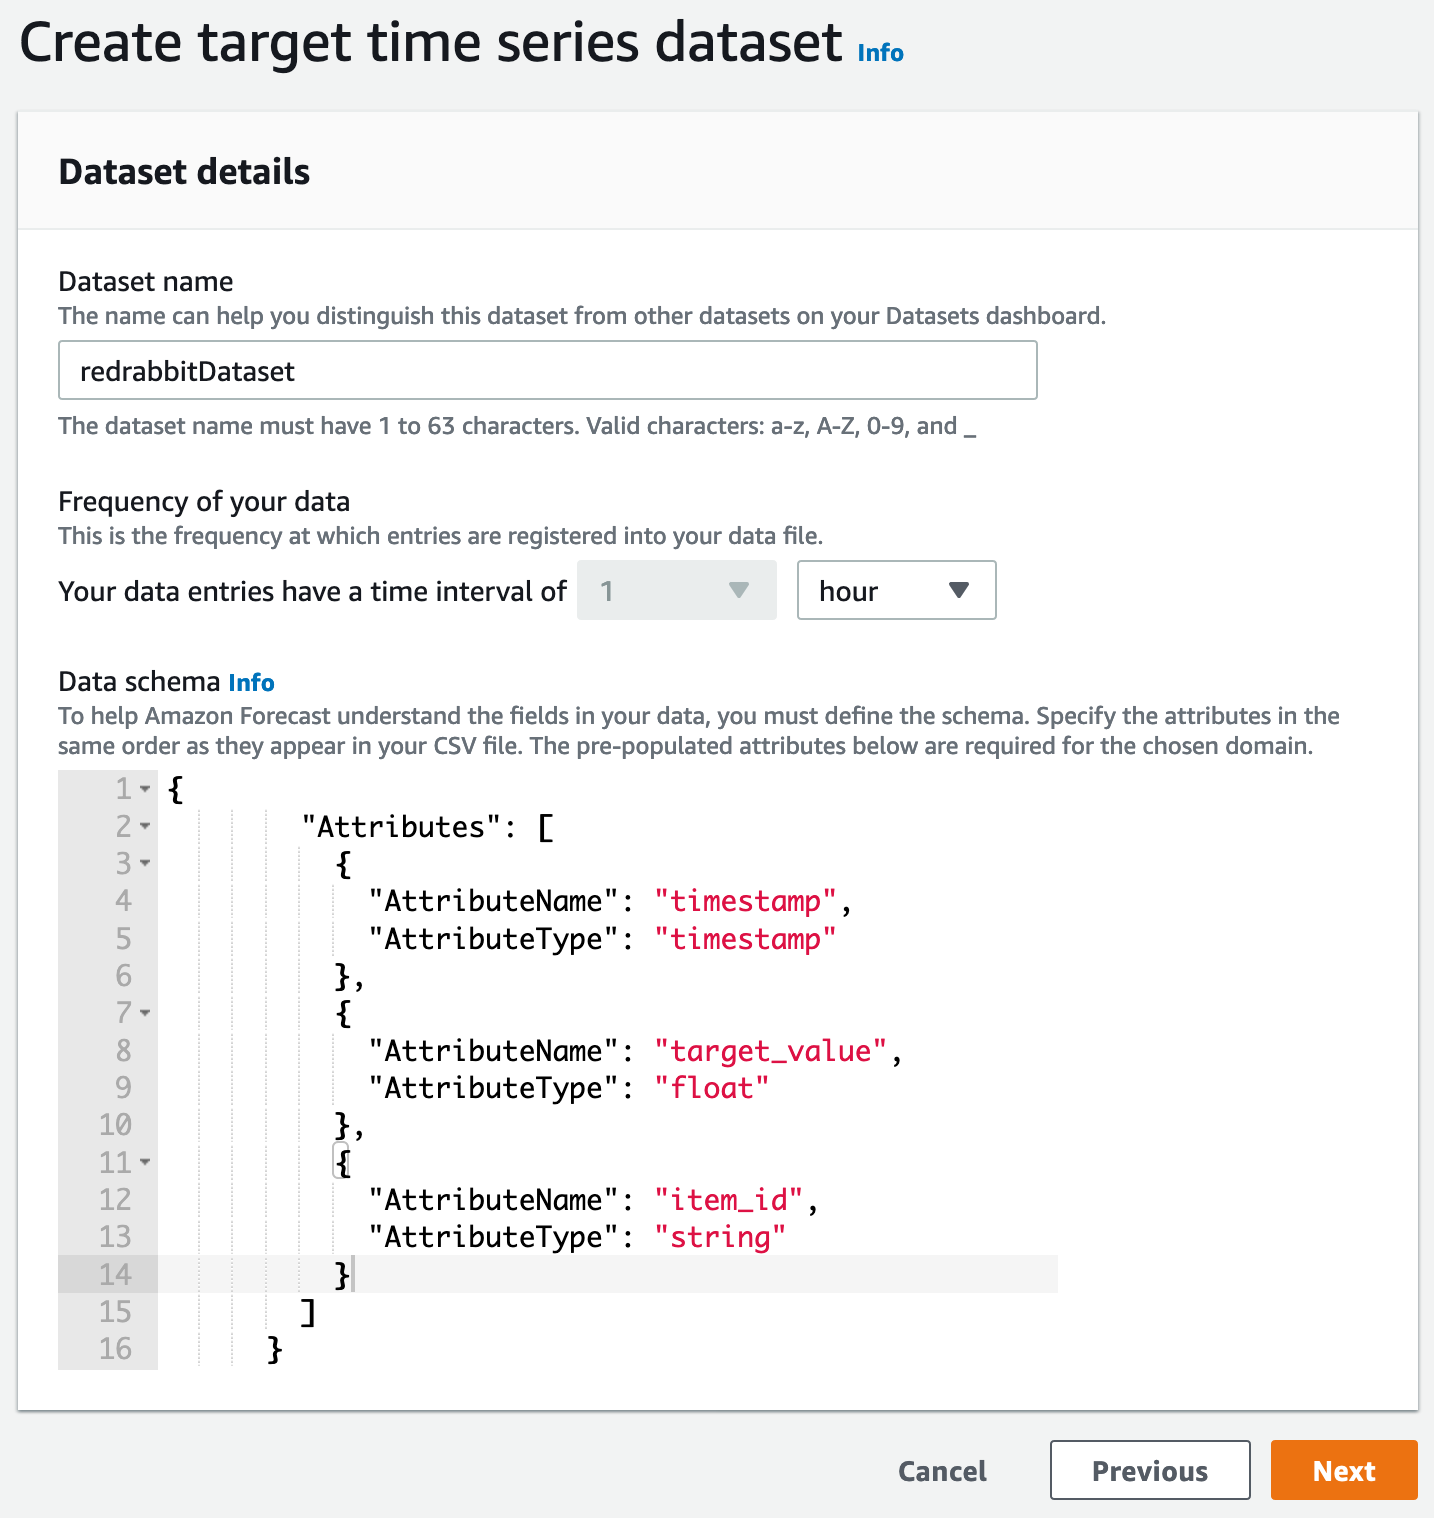 Create target time series dataset Info
Dataset details
Dataset name
The name can help you distinguish this dataset from other datasets on your Datasets dashboard.
redrabbitDataset
The dataset name must have 1 to 63 characters. Valid characters: a-z, A-Z, 0-9, and _
Frequency of your data
This is the frequency at which entries are registered into your data file.
Your data entries have a time interval of 1 hour
Data schema Info
To help Amazon Forecast understand the fields in your data, you must define the schema. Specify the attributes in the
same order as they appear in your CSV file. The pre-populated attributes below are required for the chosen domain.
1 {
2 "Attributes": [
3 {
4 "AttributeName": "timestamp",
5 "AttributeType": "timestamp"
6 },
7 {
8 "AttributeName": "target_value",
9 "AttributeType": "float"
10 },
11 {
12 "AttributeName": "item_id",
13 "AttributeType": "string"
14 }
15 ]
16 }
Cancel Previous Next